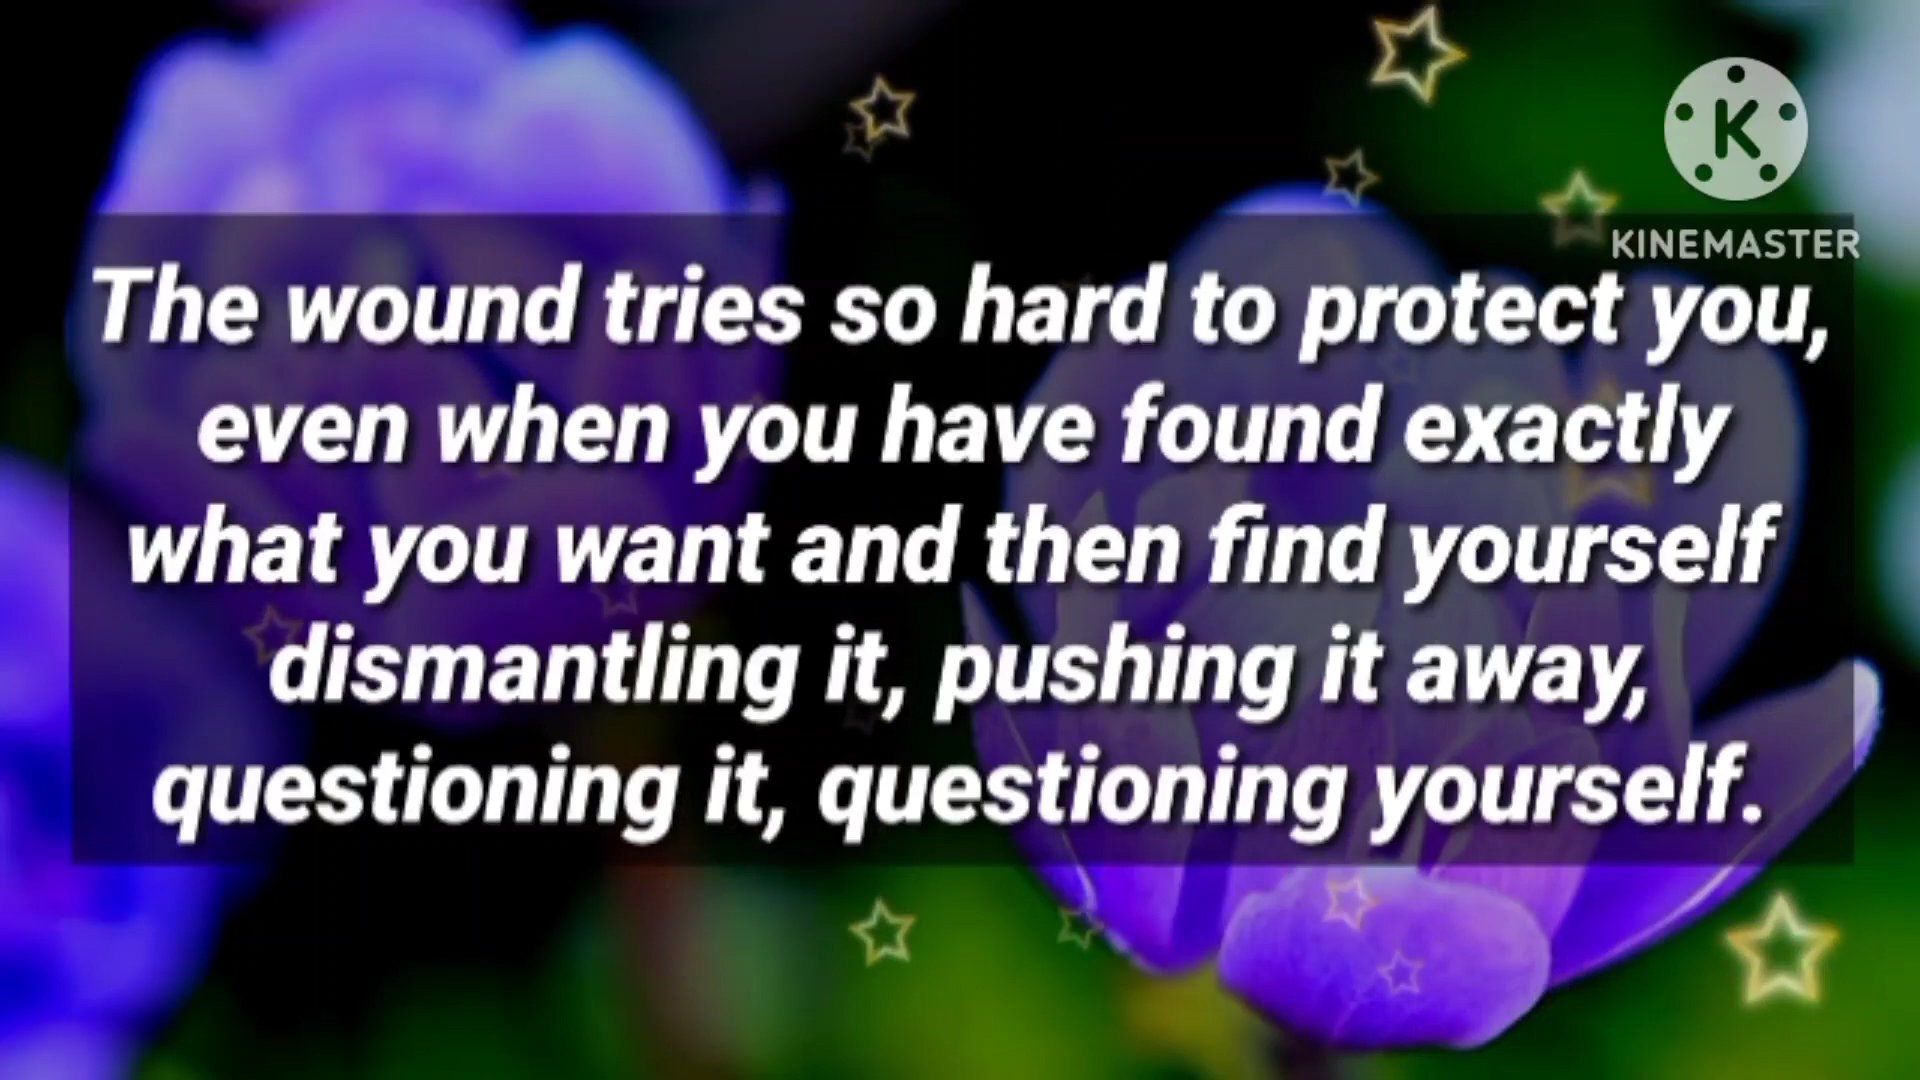 K
KINEMASTER
The wound tries so hard to protect you,
even when you have found exactly
what you want and then find yourself
dismantling it, pushing it away,
questioning it, questioning yourself.